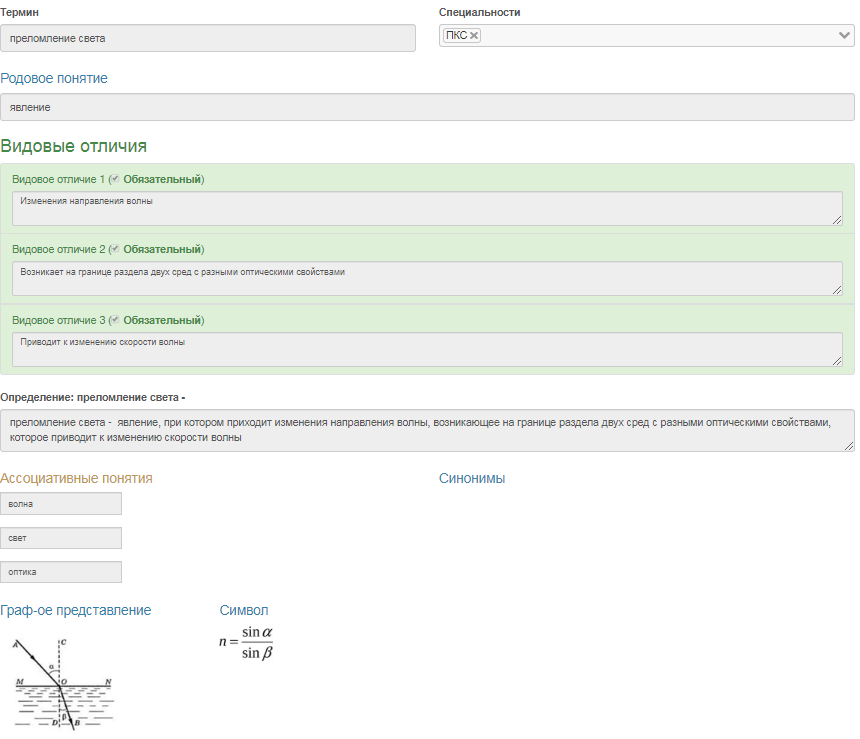 Термин
Специальности
преломление света
ПКС
Родовое понятие
явление
Видовые отличия
Видовое отличие 1 (Обязательный)
Изменения направления волны
Видовое отличие 2 (Обязательный)
Возникает на границе раздела двух сред с разными оптическими свойствами
Видовое отличие 3 (Обязательный)
Приводит к изменению скорости волны
Определение: преломление света -
преломление света - явление, при котором приходит изменения направления волны, возникающее на границе раздела двух сред с разными оптическими свойствами,
которое приводит к изменению скорости волны
Ассоциативные понятия
Синонимы
волна
свет
оптика
Граф-ое представление
Символ
n = sin α / sin β
A C
α
M O N
β
D B